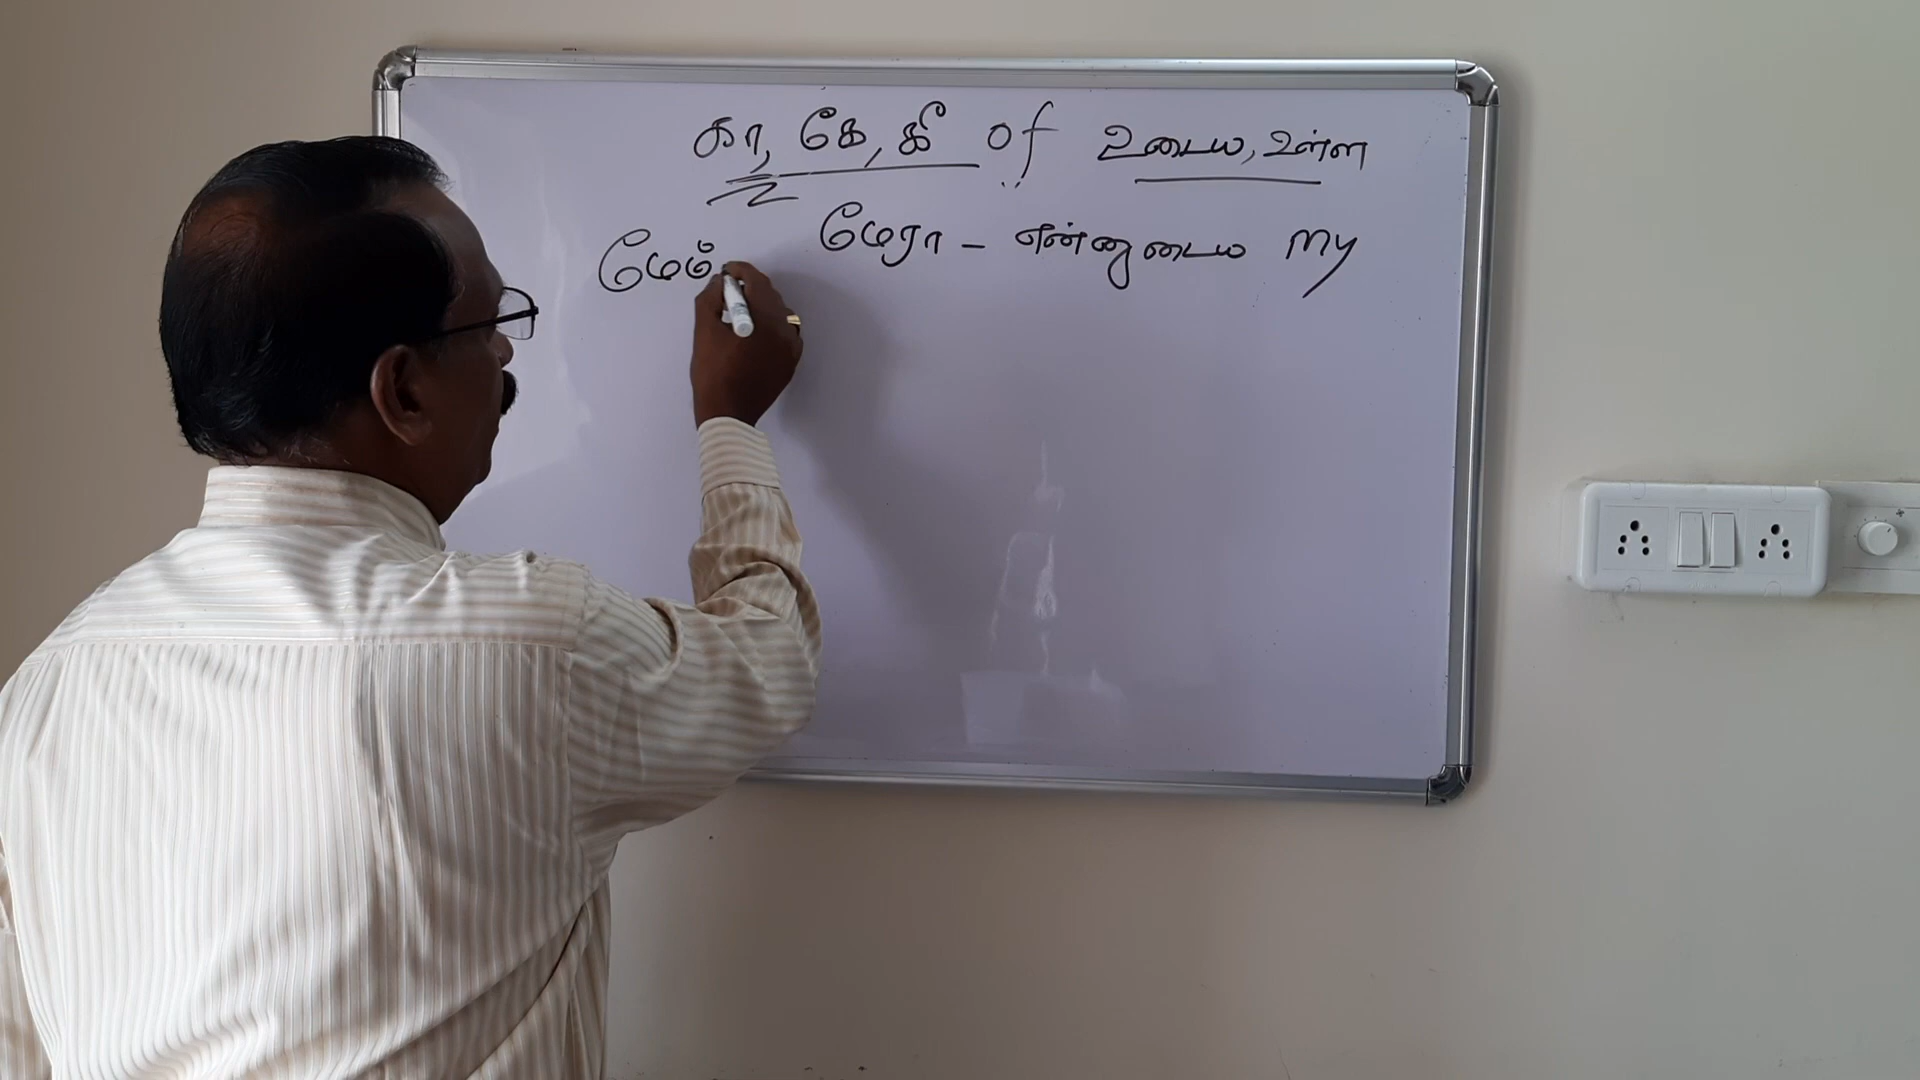 கா, கே, கீ of உடைய, உள்ள
மேரா - என்னுடைய my
மேம்